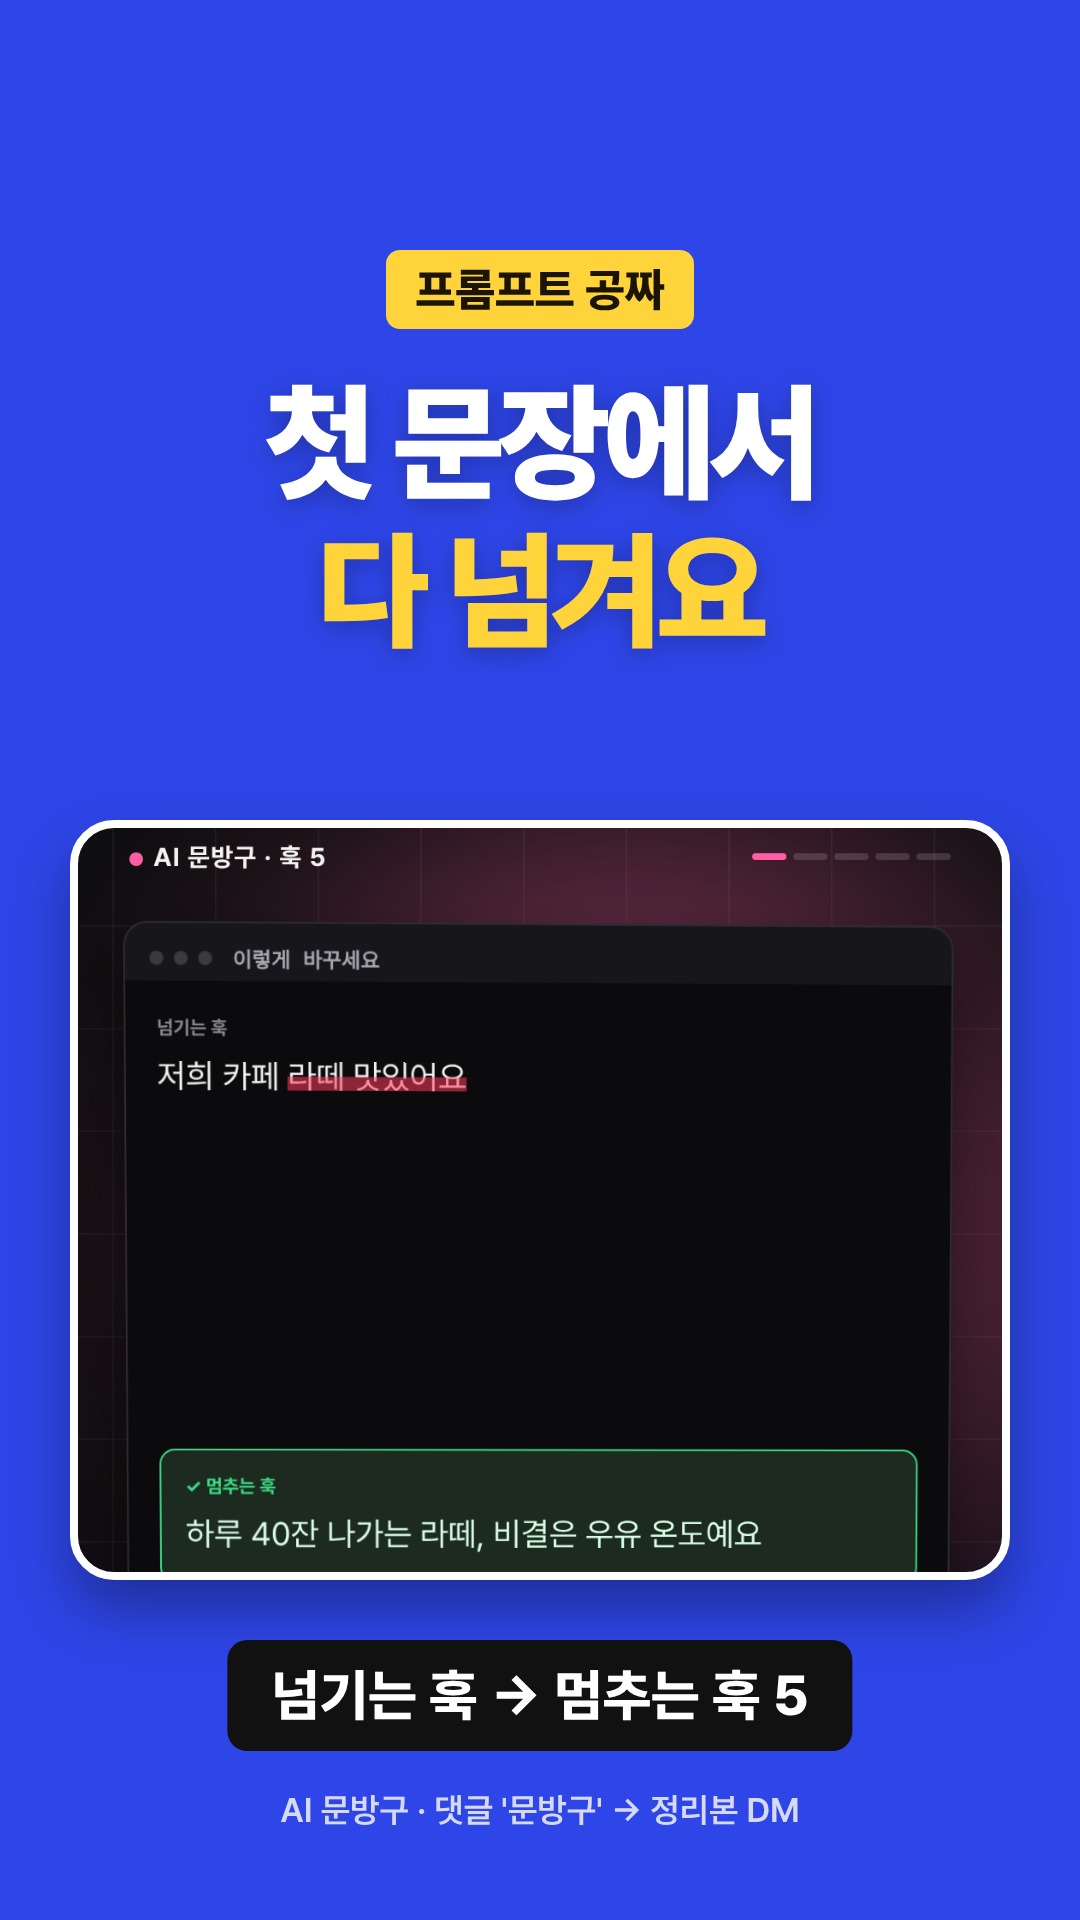 프롬프트 공짜
첫 문장에서
다 넘겨요
AI 문방구 · 훅 5
이렇게 바꾸세요
넘기는 훅
저희 카페 라떼 맛있어요
✓ 멈추는 훅
하루 40잔 나가는 라떼, 비결은 우유 온도예요
넘기는 훅 → 멈추는 훅 5
AI 문방구 · 댓글 '문방구' → 정리본 DM